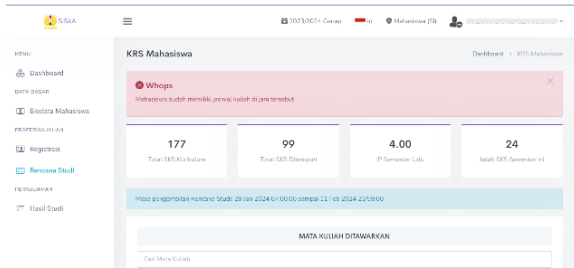 SISKA
2023/2024 Genap
Id
Mahasiswa (S1)
MENU
Dashboard
DATA DASAR
Biodata Mahasiswa
PRAPERKULIAHAN
Registrasi
Rencana Studi
PERKULIAHAN
Hasil Studi
KRS Mahasiswa
Dashboard > KRS Mahasiswa
Whops
Mahasiswa sudah memiliki jadwal kuliah di jam tersebut
177
Total SKS Kurikulum
99
Total SKS Ditempuh
4.00
IP Semester Lalu
24
Jatah SKS Semester Ini
Masa pengambilan Rencana Studi: 29 Jan 2024 07:00:00 sampai 11 Feb 2024 23:59:00
MATA KULIAH DITAWARKAN
Cari Mata Kuliah